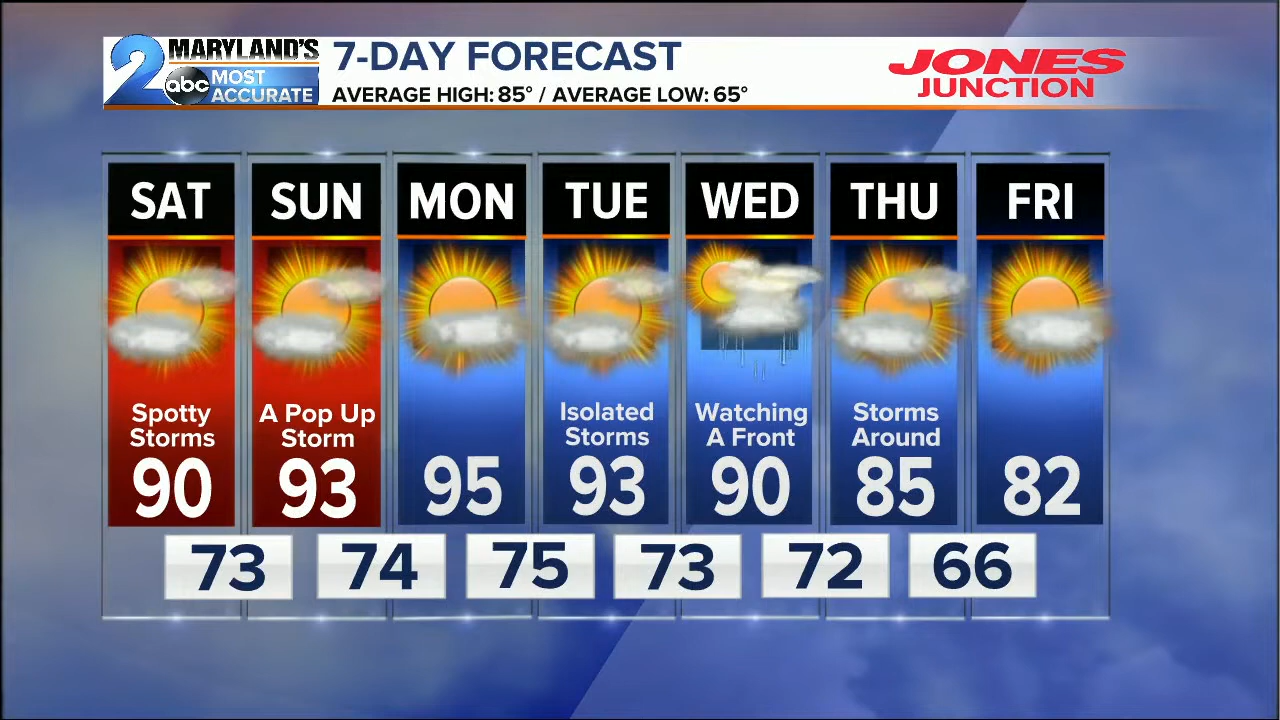 2 abc
MARYLAND'S
MOST
ACCURATE
7-DAY FORECAST
AVERAGE HIGH: 85° / AVERAGE LOW: 65°
JONES
JUNCTION
SAT
Spotty
Storms
90
SUN
A Pop Up
Storm
93
MON
95
TUE
Isolated
Storms
93
WED
Watching
A Front
90
THU
Storms
Around
85
FRI
82
73 74 75 73 72 66